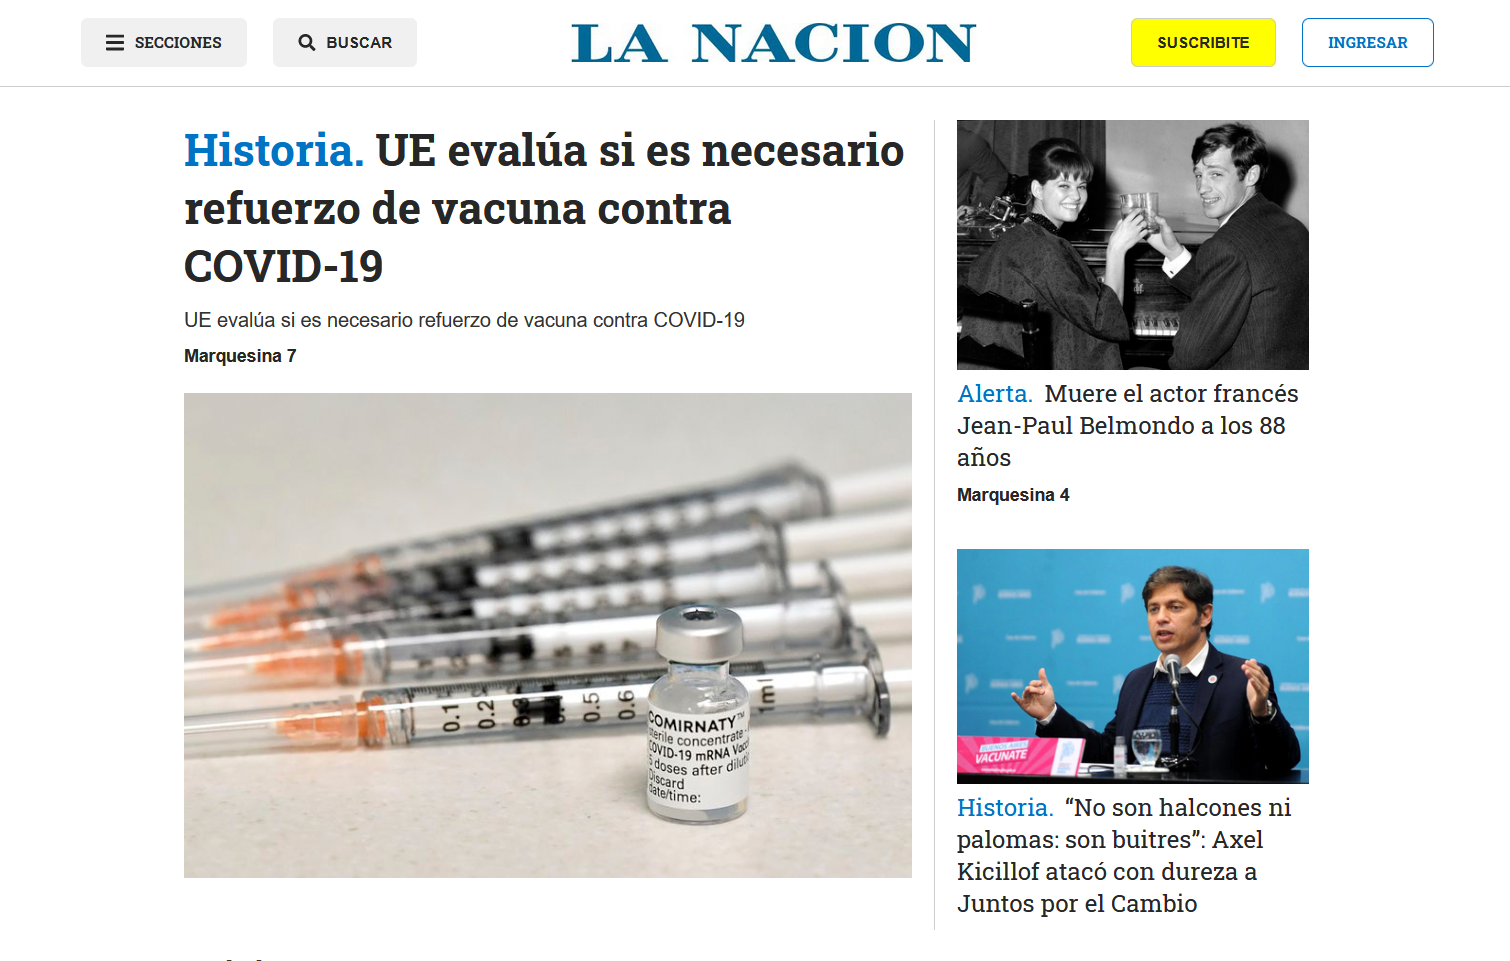 SECCIONES
BUSCAR
LA NACION
SUSCRIBITE
INGRESAR
Historia. UE evalúa si es necesario
refuerzo de vacuna contra
COVID-19
UE evalúa si es necesario refuerzo de vacuna contra COVID-19
Marquesina 7
0.1
0.2
0.3
0.5
0.6
1ml
COMIRNATY™
sterile concentrate
COVID-19 mRNA
doses after
Discard
date/time:
Alerta. Muere el actor francés
Jean-Paul Belmondo a los 88
años
Marquesina 4
BUENOS AIRES
VACUNATE
Historia. “No son halcones ni
palomas: son buitres”: Axel
Kicillof atacó con dureza a
Juntos por el Cambio